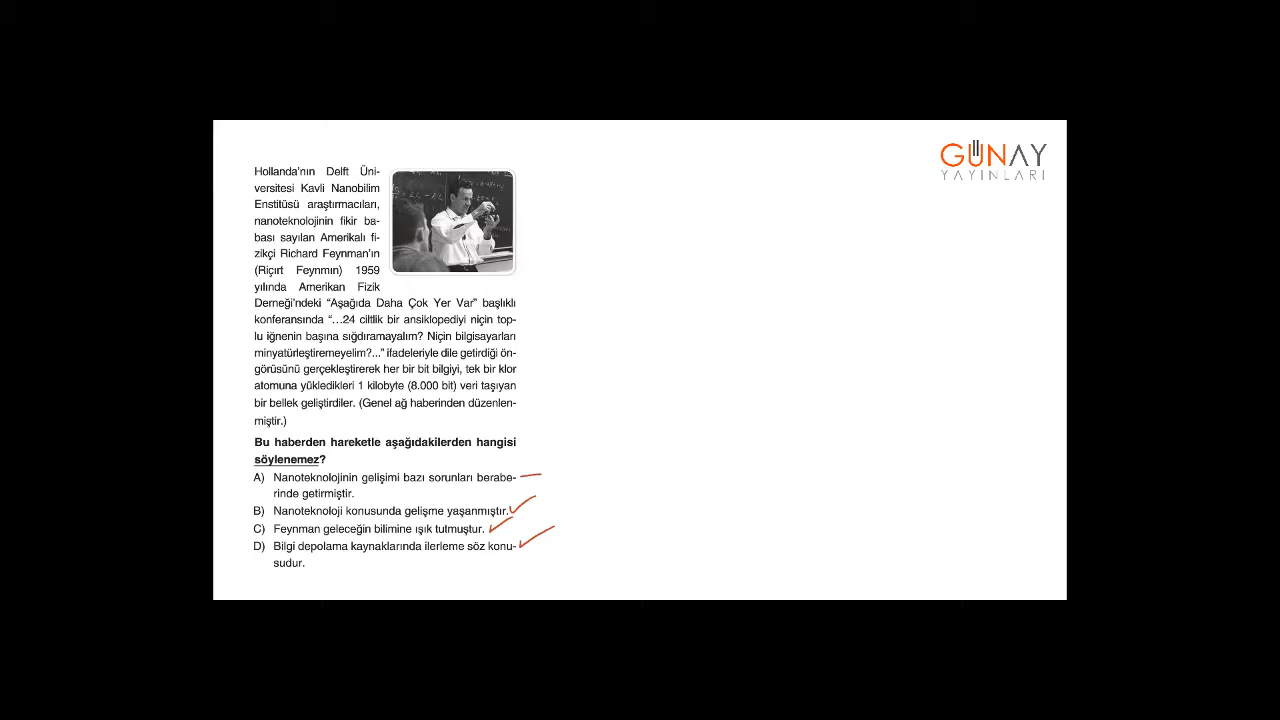 GÜNAY
YAYINLARI
Hollanda'nın Delft Üni-
versitesi Kavli Nanobilim
Enstitüsü araştırmacıları,
nanoteknolojinin fikir ba-
bası sayılan Amerikalı fi-
zikçi Richard Feynman'ın
(Riçırt Feynmın) 1959
yılında Amerikan Fizik
Derneği'ndeki “Aşağıda Daha Çok Yer Var” başlıklı
konferansında “...24 ciltlik bir ansiklopediyi niçin top-
lu iğnenin başına sığdıramayalım? Niçin bilgisayarları
minyatürleştiremeyelim?...” ifadeleriyle dile getirdiği ön-
görüsünü gerçekleştirerek her bir bit bilgiyi, tek bir klor
atomuna yükledikleri 1 kilobyte (8.000 bit) veri taşıyan
bir bellek geliştirdiler. (Genel ağ haberinden düzenlen-
miştir.)
Bu haberden hareketle aşağıdakilerden hangisi
söylenemez?
A) Nanoteknolojinin gelişimi bazı sorunları berabe-
rinde getirmiştir.
B) Nanoteknoloji konusunda gelişme yaşanmıştır.
C) Feynman geleceğin bilimine ışık tutmuştur.
D) Bilgi depolama kaynaklarında ilerleme söz konu-
sudur.